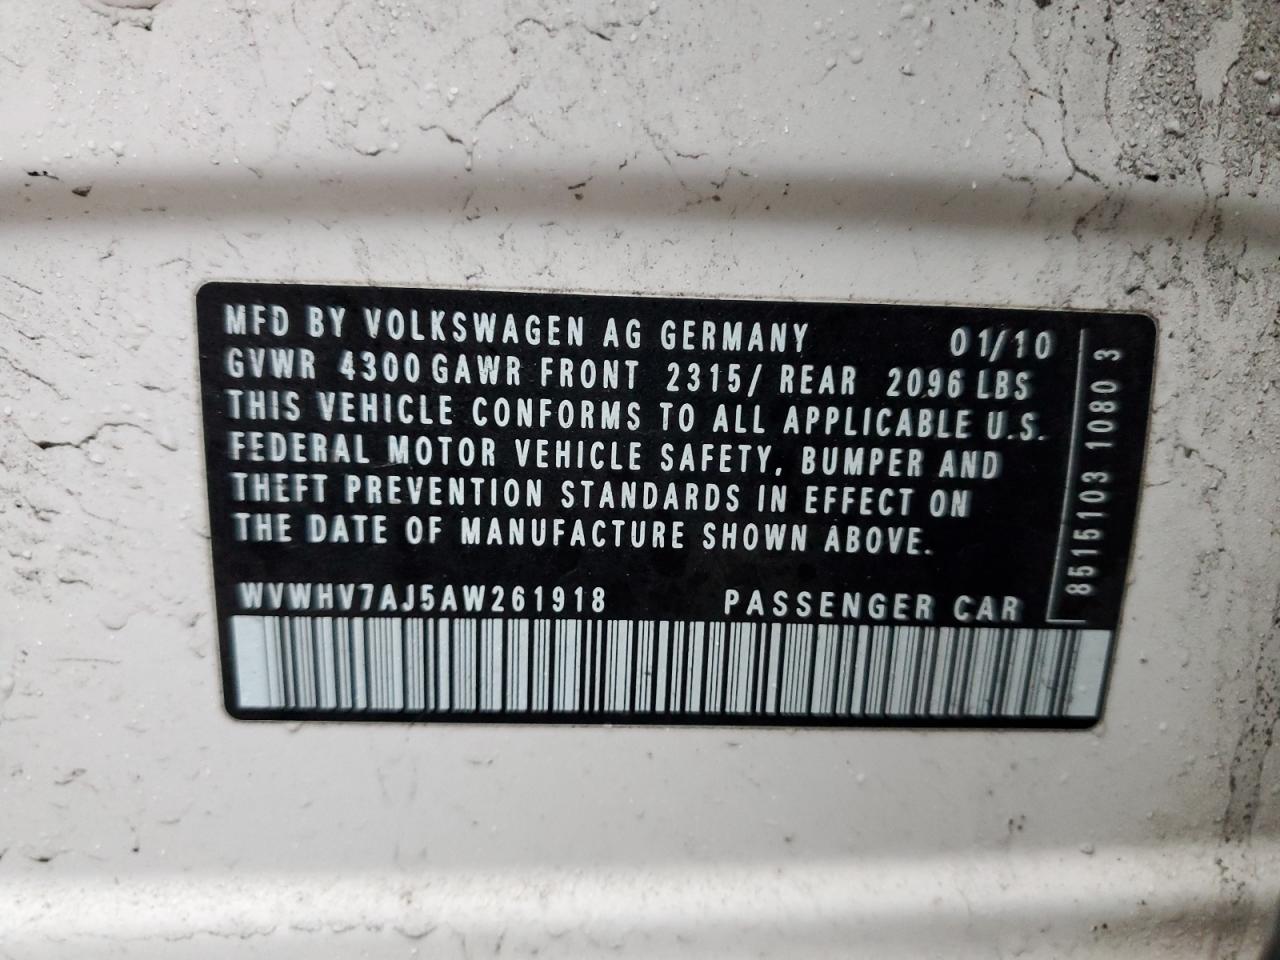 MFD BY VOLKSWAGEN AG GERMANY 01/10
GVWR 4300 GAWR FRONT 2315/ REAR 2096 LBS
THIS VEHICLE CONFORMS TO ALL APPLICABLE U.S.
FEDERAL MOTOR VEHICLE SAFETY, BUMPER AND
THEFT PREVENTION STANDARDS IN EFFECT ON
THE DATE OF MANUFACTURE SHOWN ABOVE.
WVWHV7AJ5AW261918 PASSENGER CAR
8515103 1080 3